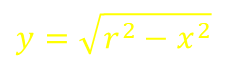 y = √(r² − x²)